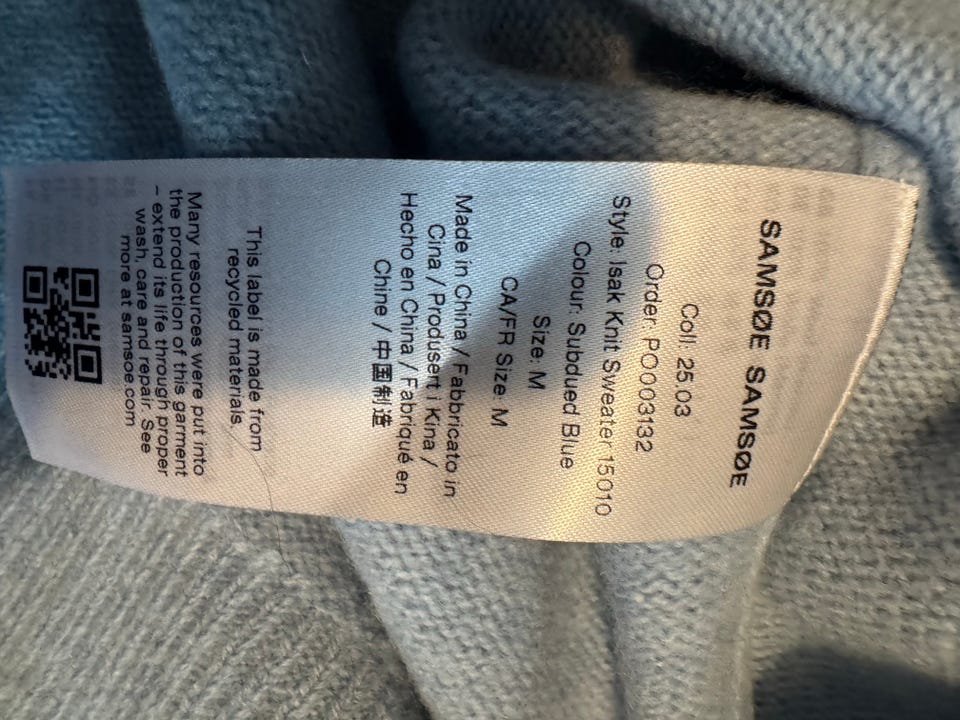 SAMSØE SAMSØE
Coll: 25.03
Order: PO003132
Style: Isak Knit Sweater 15010
Colour: Subdued Blue
Size: M
CA/FR Size: M
Made in China / Fabbricato in
Cina / Produsert i Kina /
Hecho en China / Fabriqué en
Chine / 中国制造
This label is made from
recycled materials.
Many resources were put into
the production of this garment
– extend its life through proper
wash, care and repair. See
more at samsoe.com